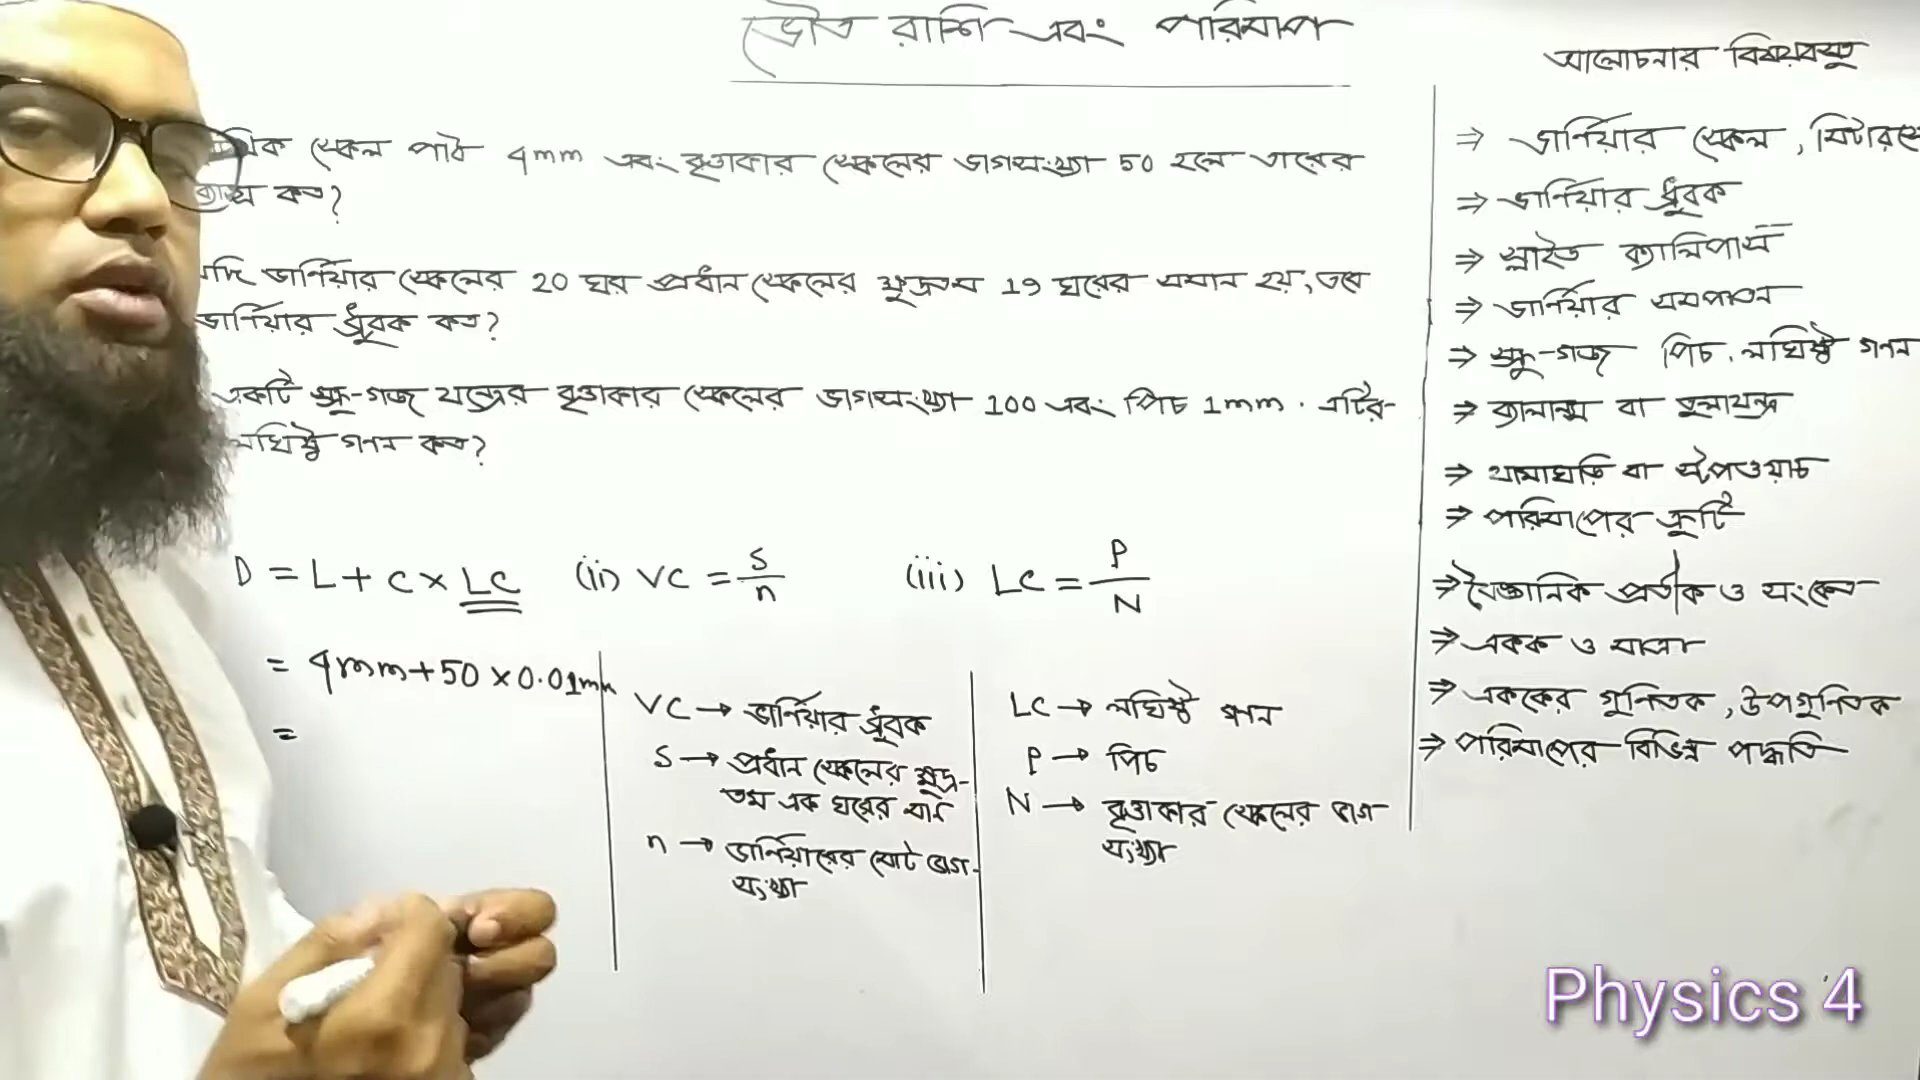 ভৌত রাশি এবং পরিমাপ
স্কেল পাঠ 4mm এবং বৃত্তাকার স্কেলের ভাগসংখ্যা 50 হলে তারের
ব্যাস কত?
যদি ভার্নিয়ার স্কেলের 20 ঘর প্রধান স্কেলের ক্ষুদ্রতম 19 ঘরের সমান হয়, তবে
ভার্নিয়ার ধ্রুবক কত?
একটি স্ক্রু-গজ যন্ত্রের বৃত্তাকার স্কেলের ভাগসংখ্যা 100 এবং পিচ 1mm. এটির
লঘিষ্ঠ গণন কত?
D = L + C × LC
= 4mm + 50 × 0.01mm
=
(ii) VC = S/n
VC → ভার্নিয়ার ধ্রুবক
S → প্রধান স্কেলের ক্ষুদ্র-
তম এক ঘরের মান
n → ভার্নিয়ারের মোট ভাগ-
সংখ্যা
(iii) LC = P/N
LC → লঘিষ্ঠ গণন
P → পিচ
N → বৃত্তাকার স্কেলের ভাগ
সংখ্যা
আলোচনার বিষয়বস্তু
⇒ ভার্নিয়ার স্কেল, মিটারস্কে
⇒ ভার্নিয়ার ধ্রুবক
⇒ স্লাইড ক্যালিপার্স
⇒ ভার্নিয়ার সমপাতন
⇒ স্ক্রু-গজ পিচ, লঘিষ্ঠ গণন
⇒ ব্যালান্স বা তুলাযন্ত্র
⇒ থামাঘড়ি বা স্টপওয়াচ
⇒ পরিমাপের ত্রুটি
⇒ বৈজ্ঞানিক প্রতীক ও সংকেত
⇒ একক ও মাত্রা
⇒ এককের গুণিতক, উপগুণিতক
⇒ পরিমাপের বিভিন্ন পদ্ধতি
Physics 4